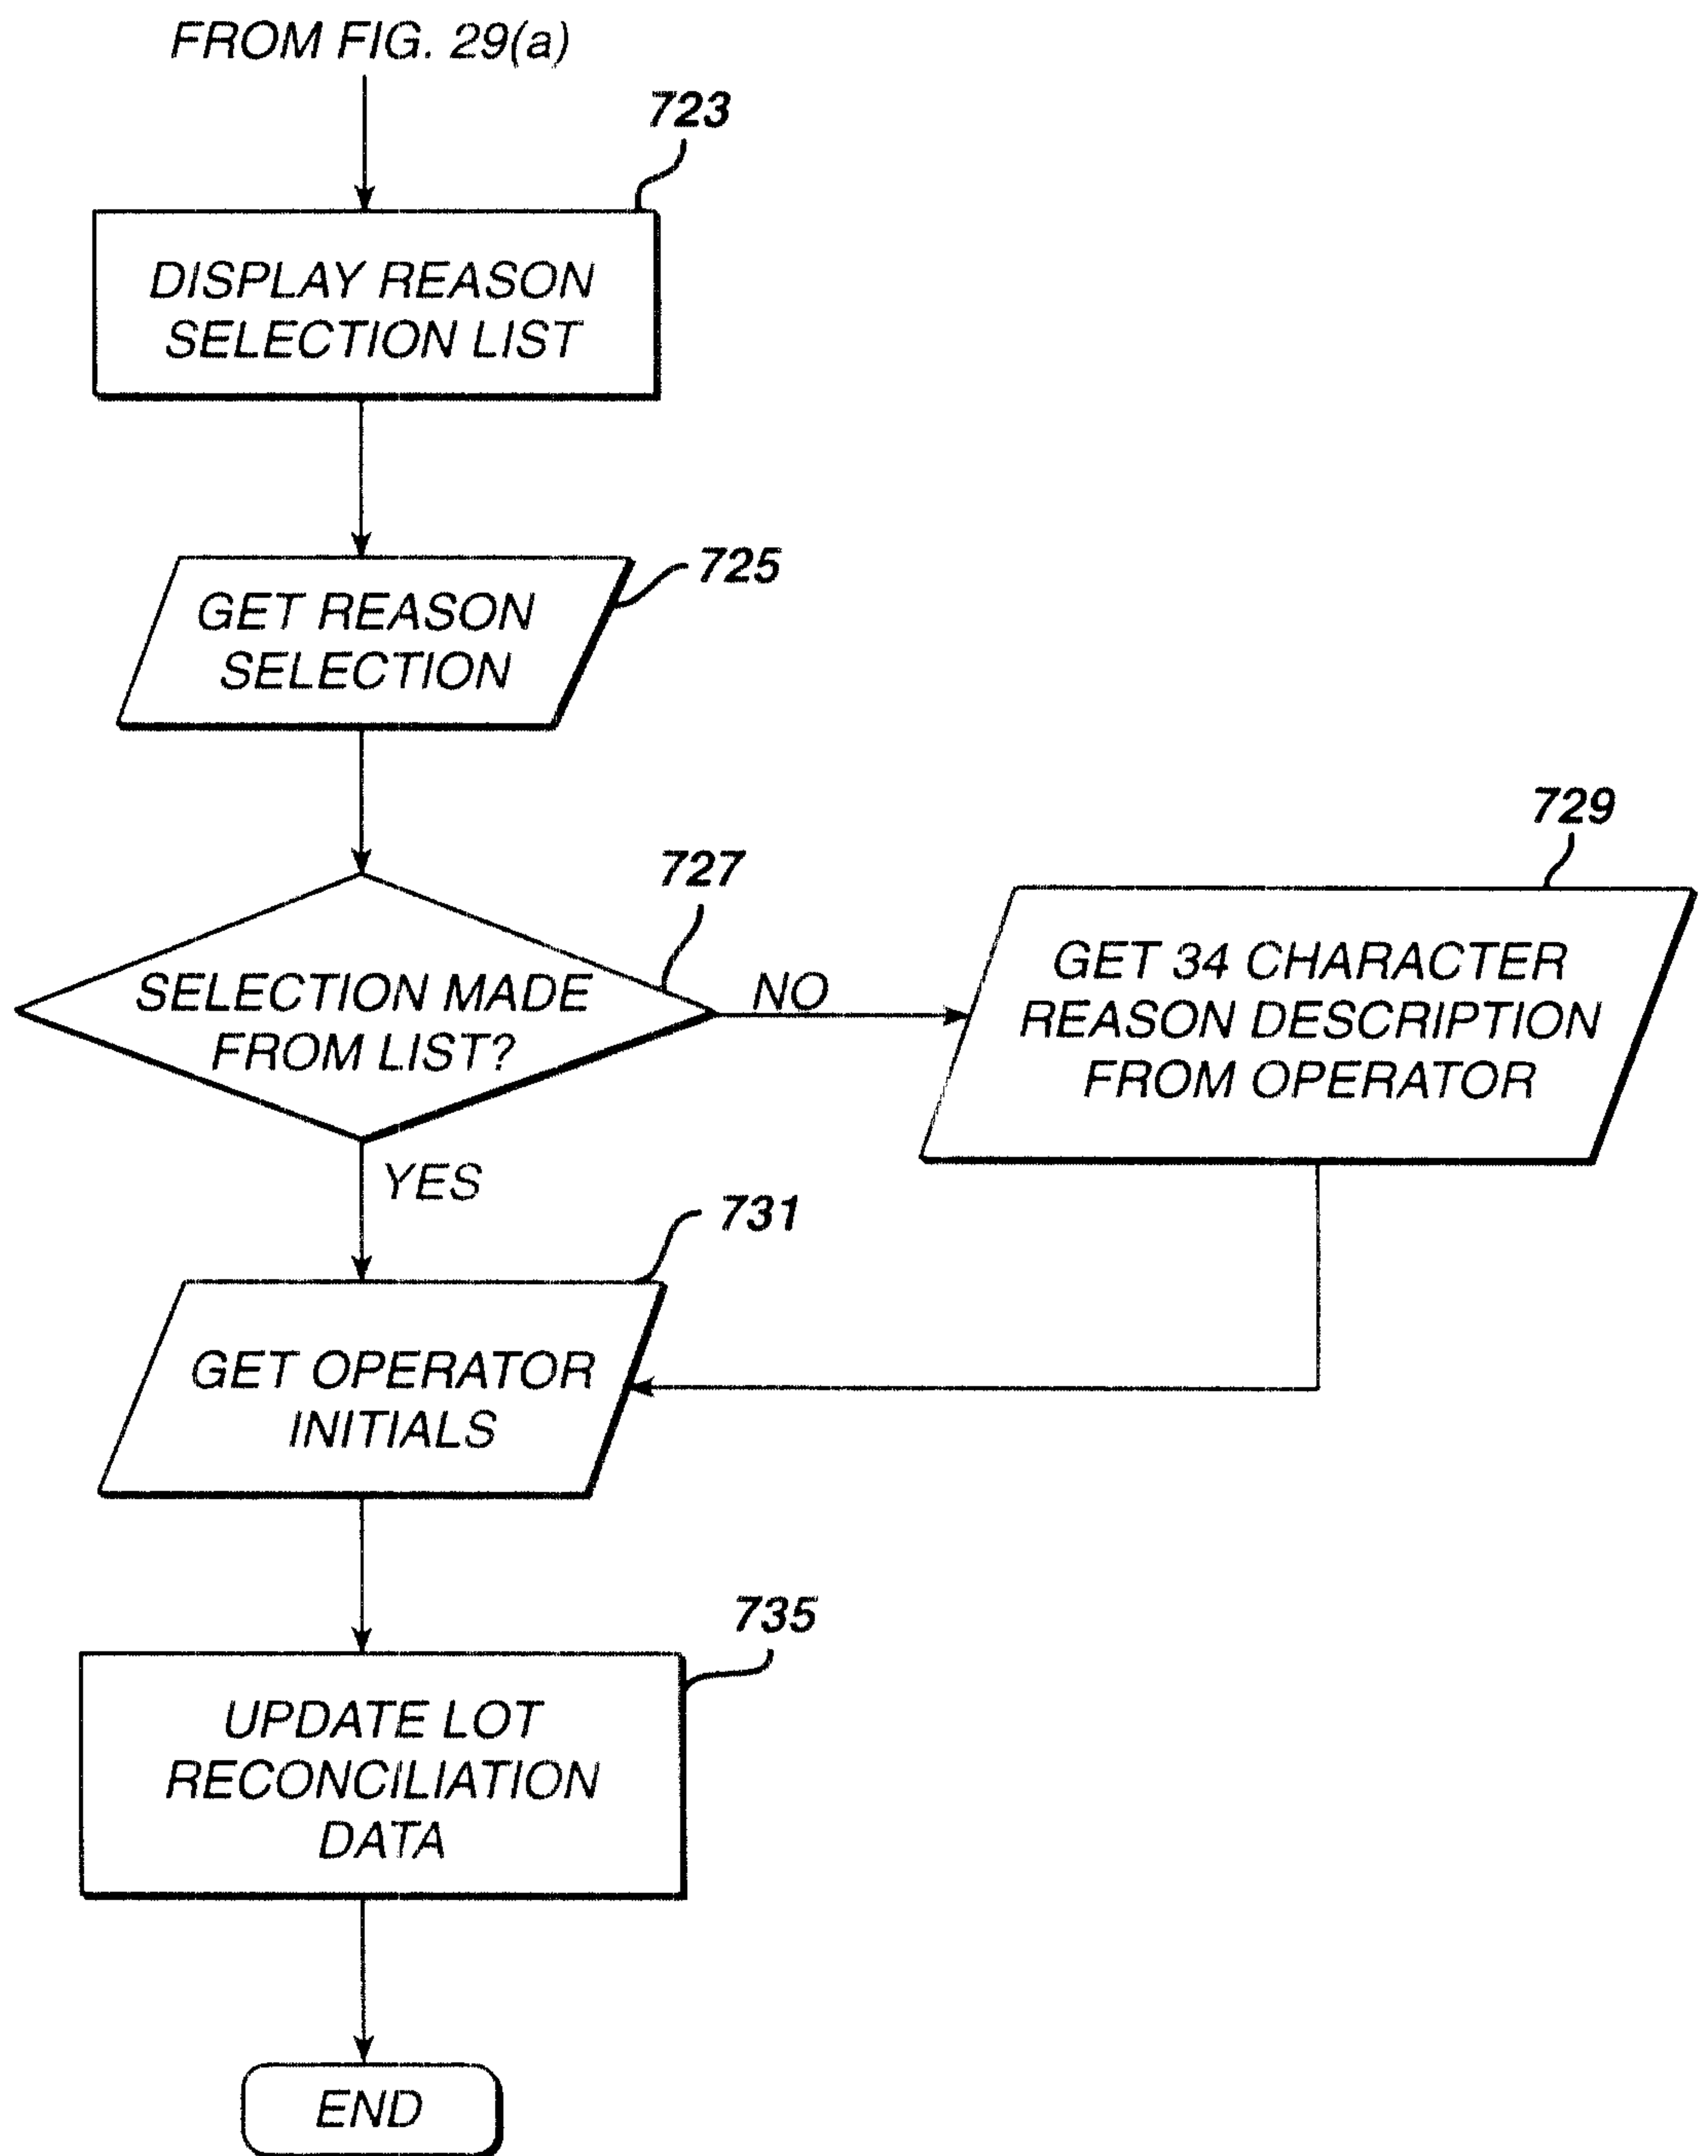 FROM FIG. 29(a)
723
DISPLAY REASON
SELECTION LIST
725
GET REASON
SELECTION
727
SELECTION MADE
FROM LIST?
NO
729
GET 34 CHARACTER
REASON DESCRIPTION
FROM OPERATOR
YES
731
GET OPERATOR
INITIALS
735
UPDATE LOT
RECONCILIATION
DATA
END